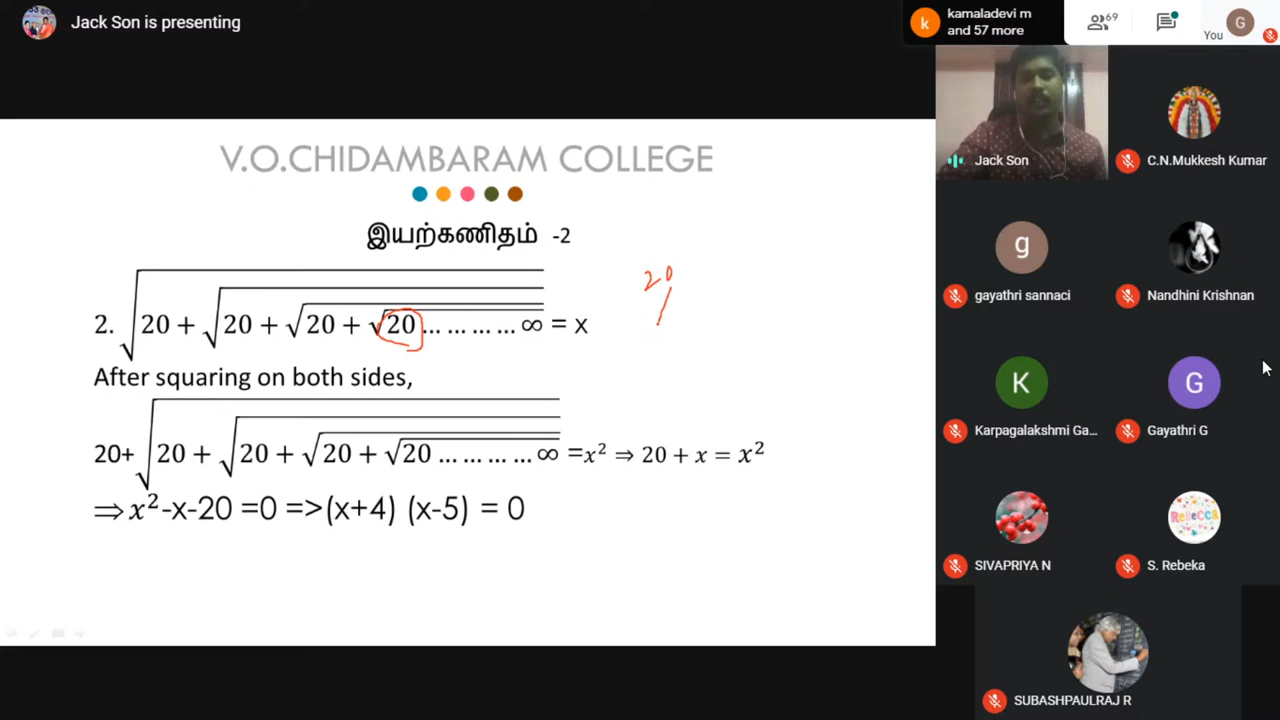 Jack Son is presenting
k
kamaladevi m
and 57 more
69
G
You
V.O.CHIDAMBARAM COLLEGE
இயற்கணிதம் -2
20
2. √20 + √20 + √20 + √20 ... ... ... ... ∞ = x
After squaring on both sides,
20+ √20 + √20 + √20 + √20 ... ... ... ... ∞ =x² ⇒ 20 + x = x²
⇒x²-x-20 =0 =>(x+4) (x-5) = 0
Jack Son
C.N.Mukkesh Kumar
g
gayathri sannaci
Nandhini Krishnan
K
Karpagalakshmi Ga...
G
Gayathri G
SIVAPRIYA N
ReBecca
S. Rebeka
SUBASHPAULRAJ R